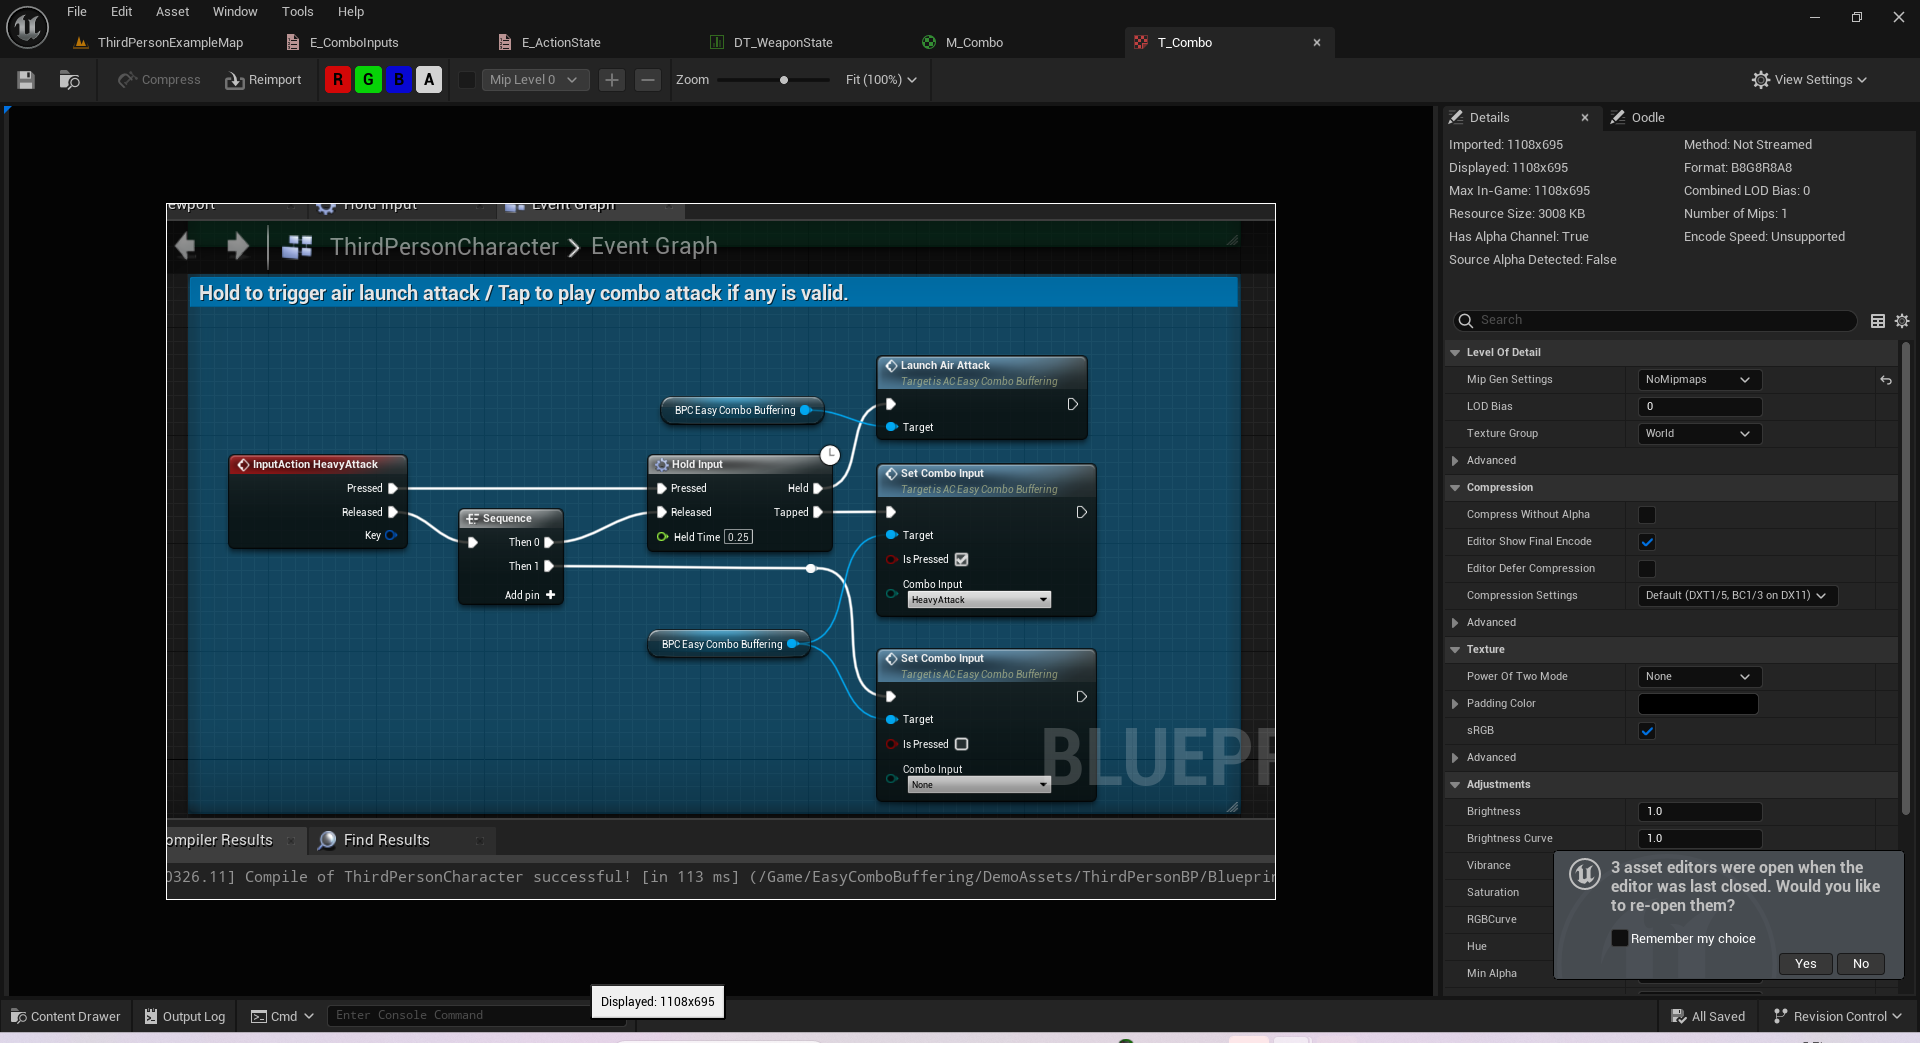 File Edit Asset Window Tools Help
ThirdPersonExampleMap E_ComboInputs E_ActionState DT_WeaponState M_Combo T_Combo
Compress Reimport R G B A Mip Level 0 Zoom Fit (100%) View Settings
Details Oodle
Imported: 1108x695 Method: Not Streamed
Displayed: 1108x695 Format: B8G8R8A8
Max In-Game: 1108x695 Combined LOD Bias: 0
Resource Size: 3008 KB Number of Mips: 1
Has Alpha Channel: True Encode Speed: Unsupported
Source Alpha Detected: False
Search
Level Of Detail
Mip Gen Settings NoMipmaps
LOD Bias 0
Texture Group World
Advanced
Compression
Compress Without Alpha
Editor Show Final Encode
Editor Defer Compression
Compression Settings Default (DXT1/5, BC1/3 on DX11)
Advanced
Texture
Power Of Two Mode None
Padding Color
sRGB
Advanced
Adjustments
Brightness 1.0
Brightness Curve 1.0
Vibrance
Saturation
RGBCurve
Hue
Min Alpha
3 asset editors were open when the
editor was last closed. Would you like
to re-open them?
Remember my choice
Yes No
ewport Hold Input Event Graph
ThirdPersonCharacter > Event Graph
Hold to trigger air launch attack / Tap to play combo attack if any is valid.
Launch Air Attack
Target is AC Easy Combo Buffering
Target
BPC Easy Combo Buffering
InputAction HeavyAttack
Pressed
Released
Key
Sequence
Then 0
Then 1
Add pin
Hold Input
Pressed Held
Released Tapped
Held Time 0.25
Set Combo Input
Target is AC Easy Combo Buffering
Target
Is Pressed
Combo Input
HeavyAttack
BPC Easy Combo Buffering
Set Combo Input
Target is AC Easy Combo Buffering
Target
Is Pressed
Combo Input
None
BLUEPR
ompiler Results Find Results
0326.11] Compile of ThirdPersonCharacter successful! [in 113 ms] (/Game/EasyComboBuffering/DemoAssets/ThirdPersonBP/Blueprin
Displayed: 1108x695
Content Drawer Output Log Cmd Enter Console Command All Saved Revision Control